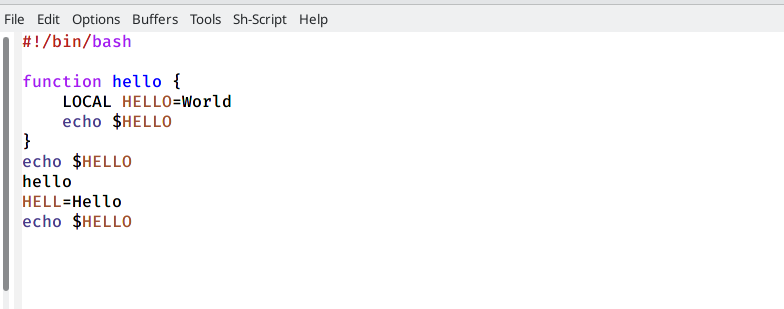 File Edit Options Buffers Tools Sh-Script Help
#!/bin/bash
function hello {
LOCAL HELLO=World
echo $HELLO
}
echo $HELLO
hello
HELL=Hello
echo $HELLO